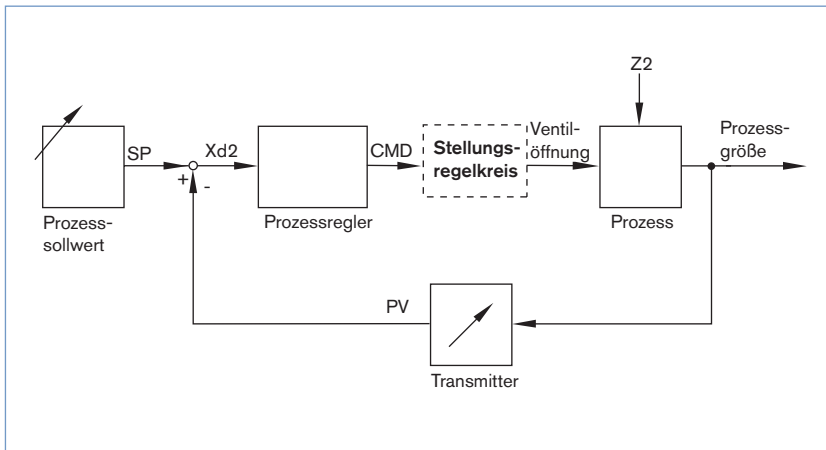 Z2
SP
+
-
Xd2
CMD
Stellungs-
regelkreis
Ventil-
öffnung
Prozess-
größe
Prozess-
sollwert
Prozessregler
Prozess
PV
Transmitter